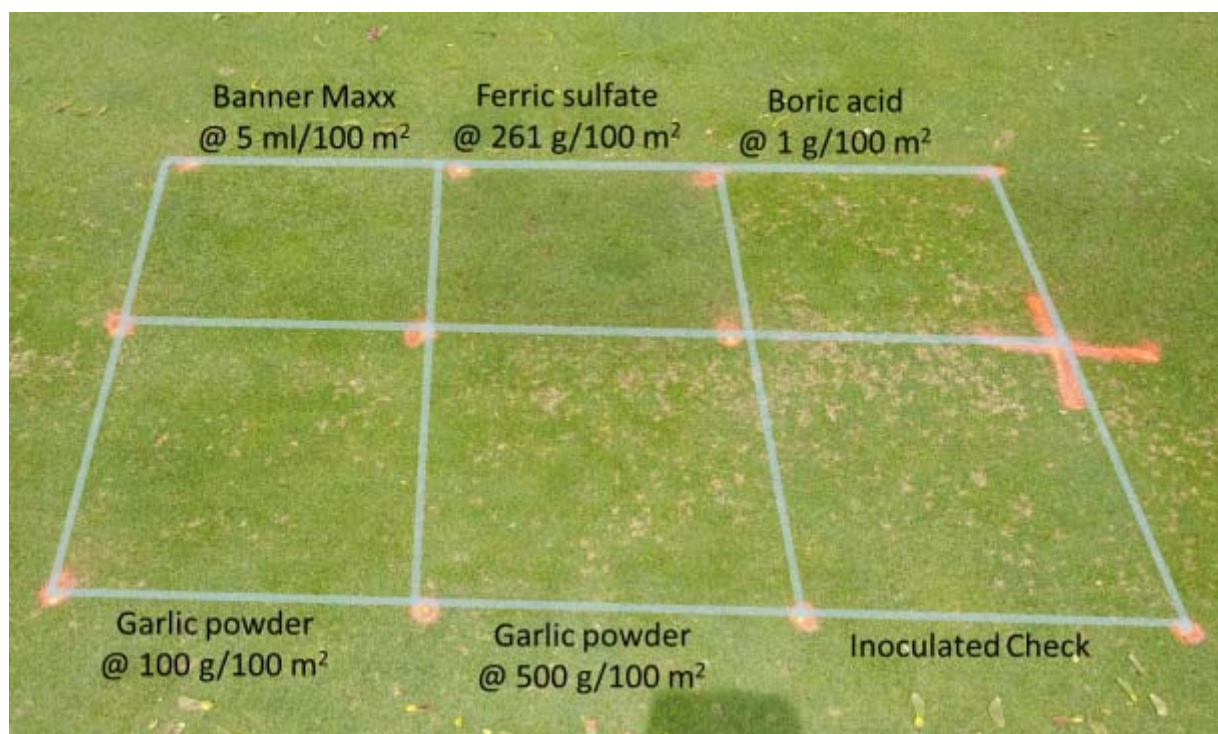 Banner Maxx
@ 5 ml/100 m²
Ferric sulfate
@ 261 g/100 m²
Boric acid
@ 1 g/100 m²
Garlic powder
@ 100 g/100 m²
Garlic powder
@ 500 g/100 m²
Inoculated Check